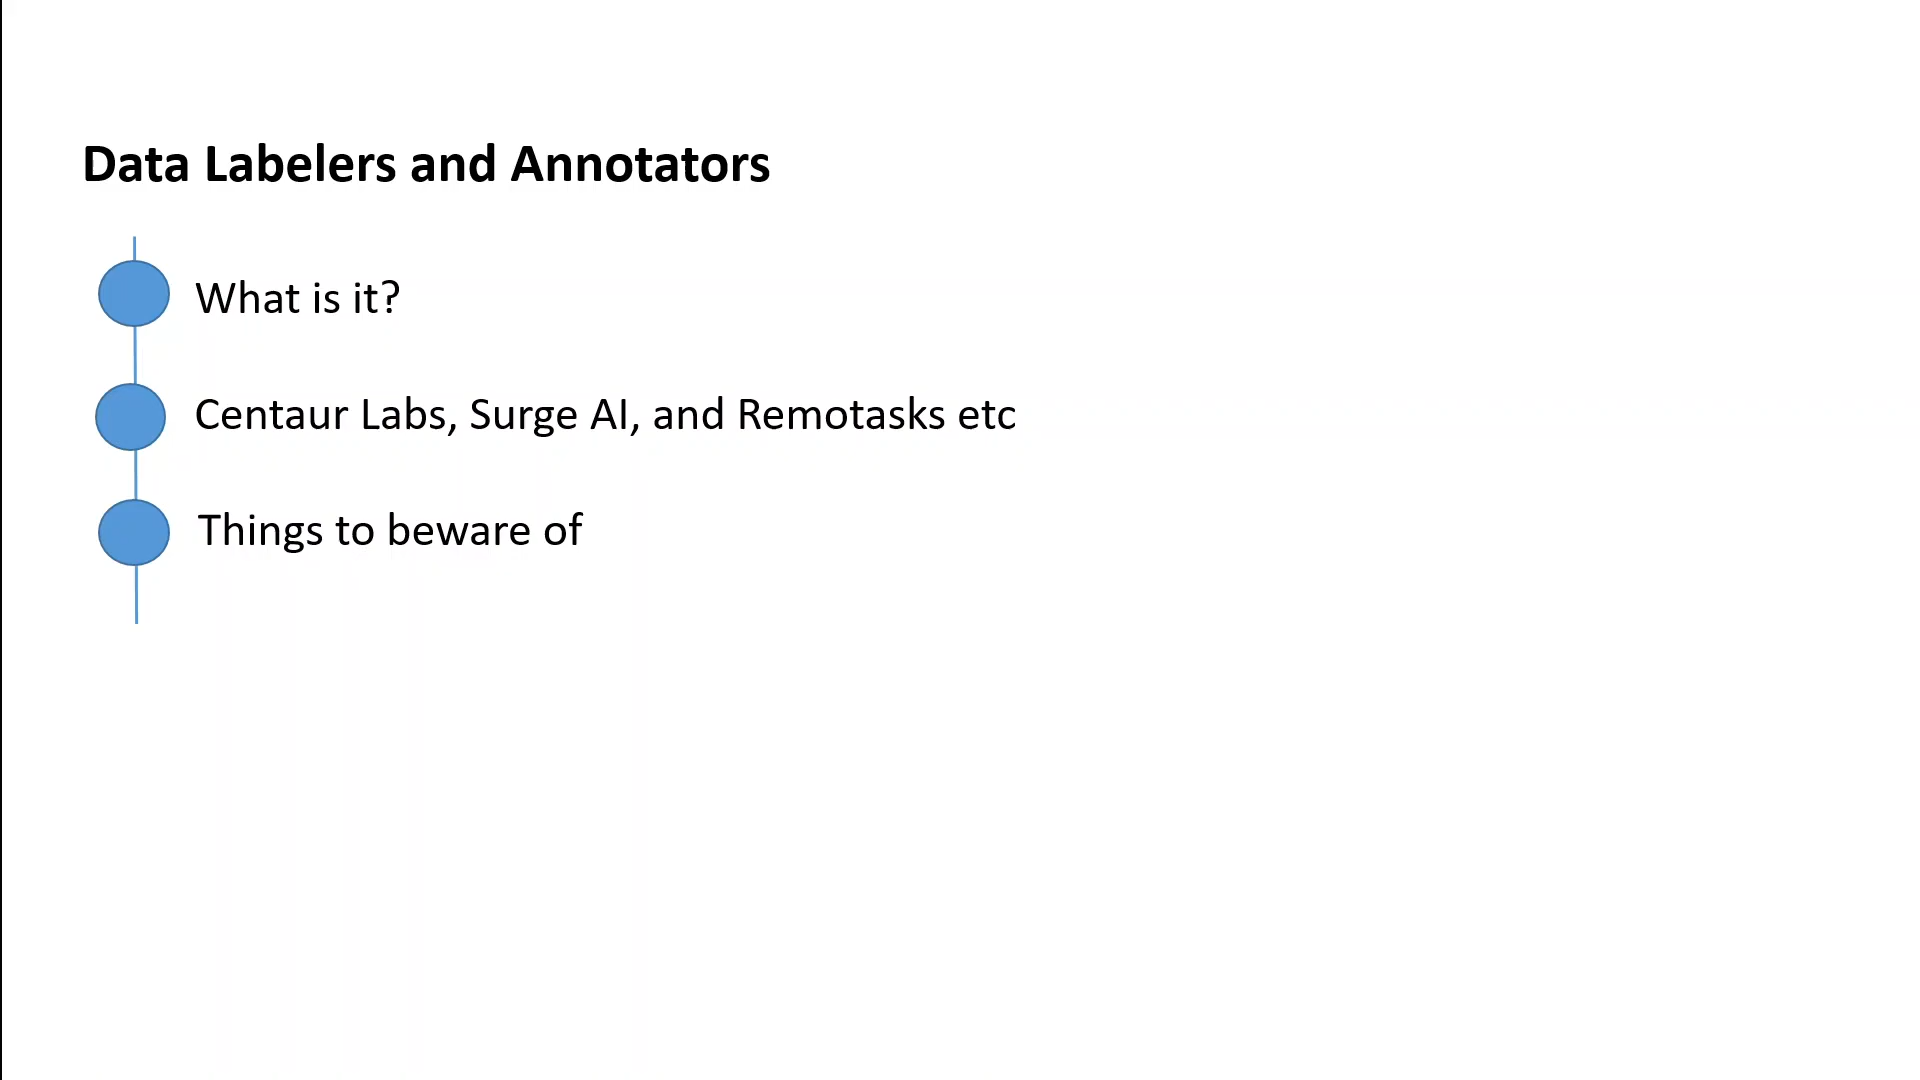 Data Labelers and Annotators
What is it?
Centaur Labs, Surge AI, and Remotasks etc
Things to beware of